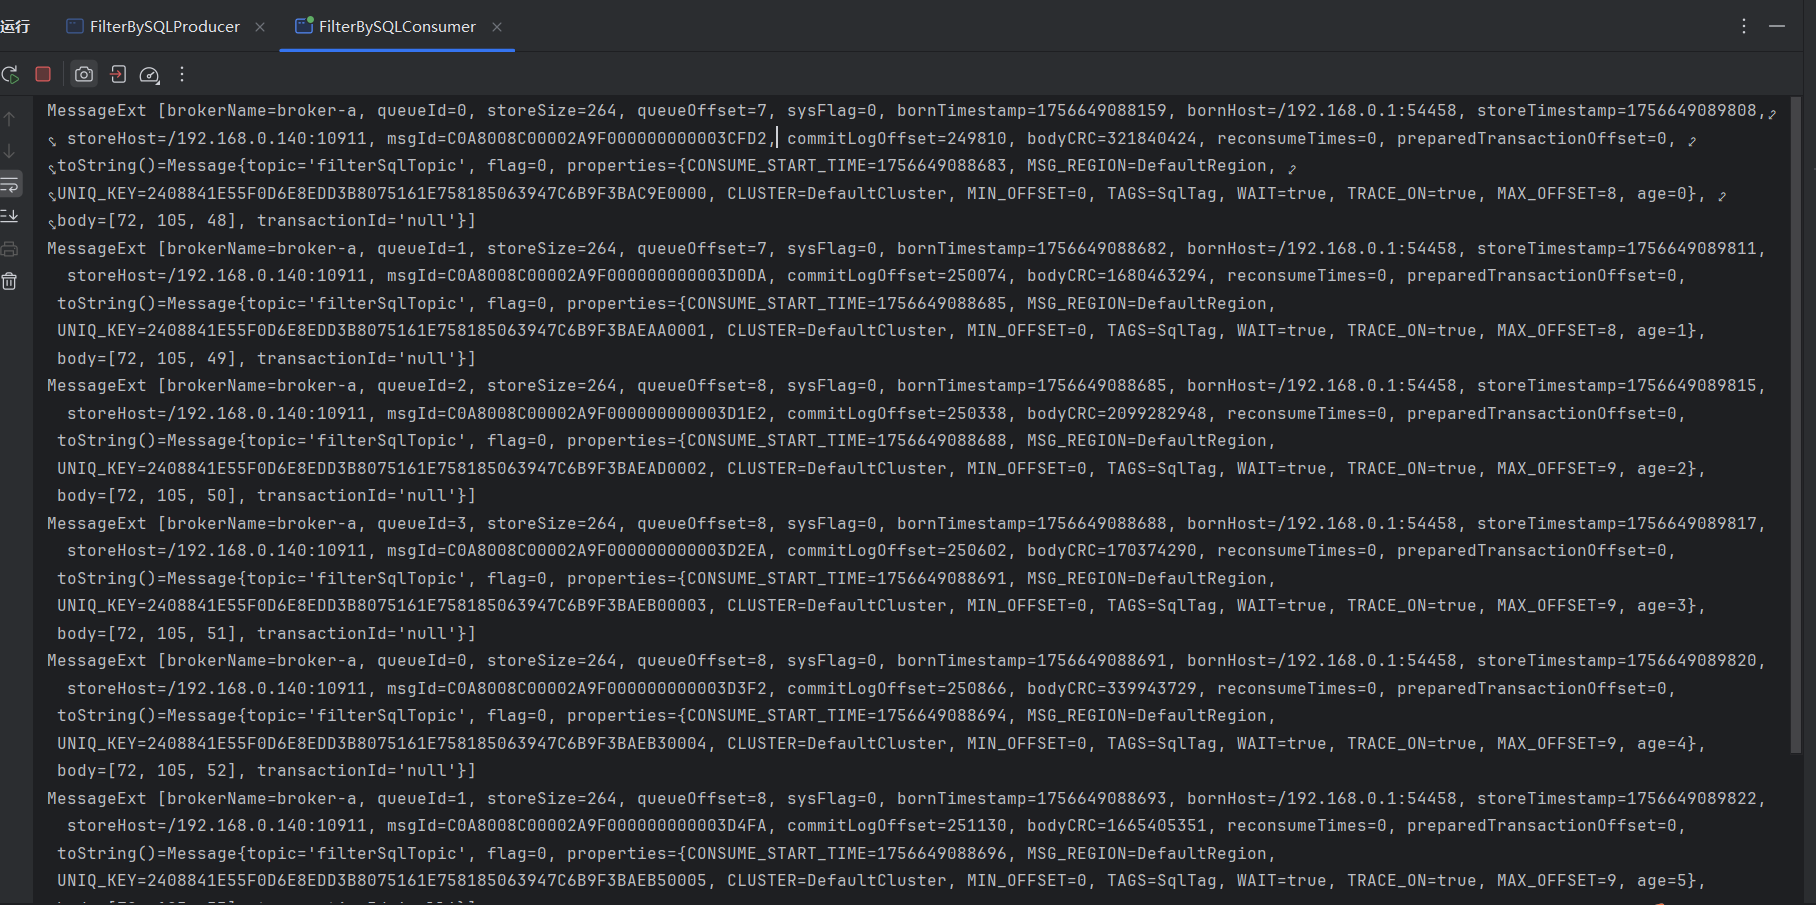 运行 FilterBySQLProducer × FilterBySQLConsumer ×
MessageExt [brokerName=broker-a, queueId=0, storeSize=264, queueOffset=7, sysFlag=0, bornTimestamp=1756649088159, bornHost=/192.168.0.1:54458, storeTimestamp=1756649089808,
storeHost=/192.168.0.140:10911, msgId=C0A8008C00002A9F000000000003CFD2, commitLogOffset=249810, bodyCRC=321840424, reconsumeTimes=0, preparedTransactionOffset=0,
toString()=Message{topic='filterSqlTopic', flag=0, properties={CONSUME_START_TIME=1756649088683, MSG_REGION=DefaultRegion,
UNIQ_KEY=2408841E55F0D6E8EDD3B8075161E758185063947C6B9F3BAC9E0000, CLUSTER=DefaultCluster, MIN_OFFSET=0, TAGS=SqlTag, WAIT=true, TRACE_ON=true, MAX_OFFSET=8, age=0},
body=[72, 105, 48], transactionId='null'}]
MessageExt [brokerName=broker-a, queueId=1, storeSize=264, queueOffset=7, sysFlag=0, bornTimestamp=1756649088682, bornHost=/192.168.0.1:54458, storeTimestamp=1756649089811,
storeHost=/192.168.0.140:10911, msgId=C0A8008C00002A9F000000000003D0DA, commitLogOffset=250074, bodyCRC=1680463294, reconsumeTimes=0, preparedTransactionOffset=0,
toString()=Message{topic='filterSqlTopic', flag=0, properties={CONSUME_START_TIME=1756649088685, MSG_REGION=DefaultRegion,
UNIQ_KEY=2408841E55F0D6E8EDD3B8075161E758185063947C6B9F3BAEAA0001, CLUSTER=DefaultCluster, MIN_OFFSET=0, TAGS=SqlTag, WAIT=true, TRACE_ON=true, MAX_OFFSET=8, age=1},
body=[72, 105, 49], transactionId='null'}]
MessageExt [brokerName=broker-a, queueId=2, storeSize=264, queueOffset=8, sysFlag=0, bornTimestamp=1756649088685, bornHost=/192.168.0.1:54458, storeTimestamp=1756649089815,
storeHost=/192.168.0.140:10911, msgId=C0A8008C00002A9F000000000003D1E2, commitLogOffset=250338, bodyCRC=2099282948, reconsumeTimes=0, preparedTransactionOffset=0,
toString()=Message{topic='filterSqlTopic', flag=0, properties={CONSUME_START_TIME=1756649088688, MSG_REGION=DefaultRegion,
UNIQ_KEY=2408841E55F0D6E8EDD3B8075161E758185063947C6B9F3BAEAD0002, CLUSTER=DefaultCluster, MIN_OFFSET=0, TAGS=SqlTag, WAIT=true, TRACE_ON=true, MAX_OFFSET=9, age=2},
body=[72, 105, 50], transactionId='null'}]
MessageExt [brokerName=broker-a, queueId=3, storeSize=264, queueOffset=8, sysFlag=0, bornTimestamp=1756649088688, bornHost=/192.168.0.1:54458, storeTimestamp=1756649089817,
storeHost=/192.168.0.140:10911, msgId=C0A8008C00002A9F000000000003D2EA, commitLogOffset=250602, bodyCRC=170374290, reconsumeTimes=0, preparedTransactionOffset=0,
toString()=Message{topic='filterSqlTopic', flag=0, properties={CONSUME_START_TIME=1756649088691, MSG_REGION=DefaultRegion,
UNIQ_KEY=2408841E55F0D6E8EDD3B8075161E758185063947C6B9F3BAEB00003, CLUSTER=DefaultCluster, MIN_OFFSET=0, TAGS=SqlTag, WAIT=true, TRACE_ON=true, MAX_OFFSET=9, age=3},
body=[72, 105, 51], transactionId='null'}]
MessageExt [brokerName=broker-a, queueId=0, storeSize=264, queueOffset=8, sysFlag=0, bornTimestamp=1756649088691, bornHost=/192.168.0.1:54458, storeTimestamp=1756649089820,
storeHost=/192.168.0.140:10911, msgId=C0A8008C00002A9F000000000003D3F2, commitLogOffset=250866, bodyCRC=339943729, reconsumeTimes=0, preparedTransactionOffset=0,
toString()=Message{topic='filterSqlTopic', flag=0, properties={CONSUME_START_TIME=1756649088694, MSG_REGION=DefaultRegion,
UNIQ_KEY=2408841E55F0D6E8EDD3B8075161E758185063947C6B9F3BAEB30004, CLUSTER=DefaultCluster, MIN_OFFSET=0, TAGS=SqlTag, WAIT=true, TRACE_ON=true, MAX_OFFSET=9, age=4},
body=[72, 105, 52], transactionId='null'}]
MessageExt [brokerName=broker-a, queueId=1, storeSize=264, queueOffset=8, sysFlag=0, bornTimestamp=1756649088693, bornHost=/192.168.0.1:54458, storeTimestamp=1756649089822,
storeHost=/192.168.0.140:10911, msgId=C0A8008C00002A9F000000000003D4FA, commitLogOffset=251130, bodyCRC=1665405351, reconsumeTimes=0, preparedTransactionOffset=0,
toString()=Message{topic='filterSqlTopic', flag=0, properties={CONSUME_START_TIME=1756649088696, MSG_REGION=DefaultRegion,
UNIQ_KEY=2408841E55F0D6E8EDD3B8075161E758185063947C6B9F3BAEB50005, CLUSTER=DefaultCluster, MIN_OFFSET=0, TAGS=SqlTag, WAIT=true, TRACE_ON=true, MAX_OFFSET=9, age=5},